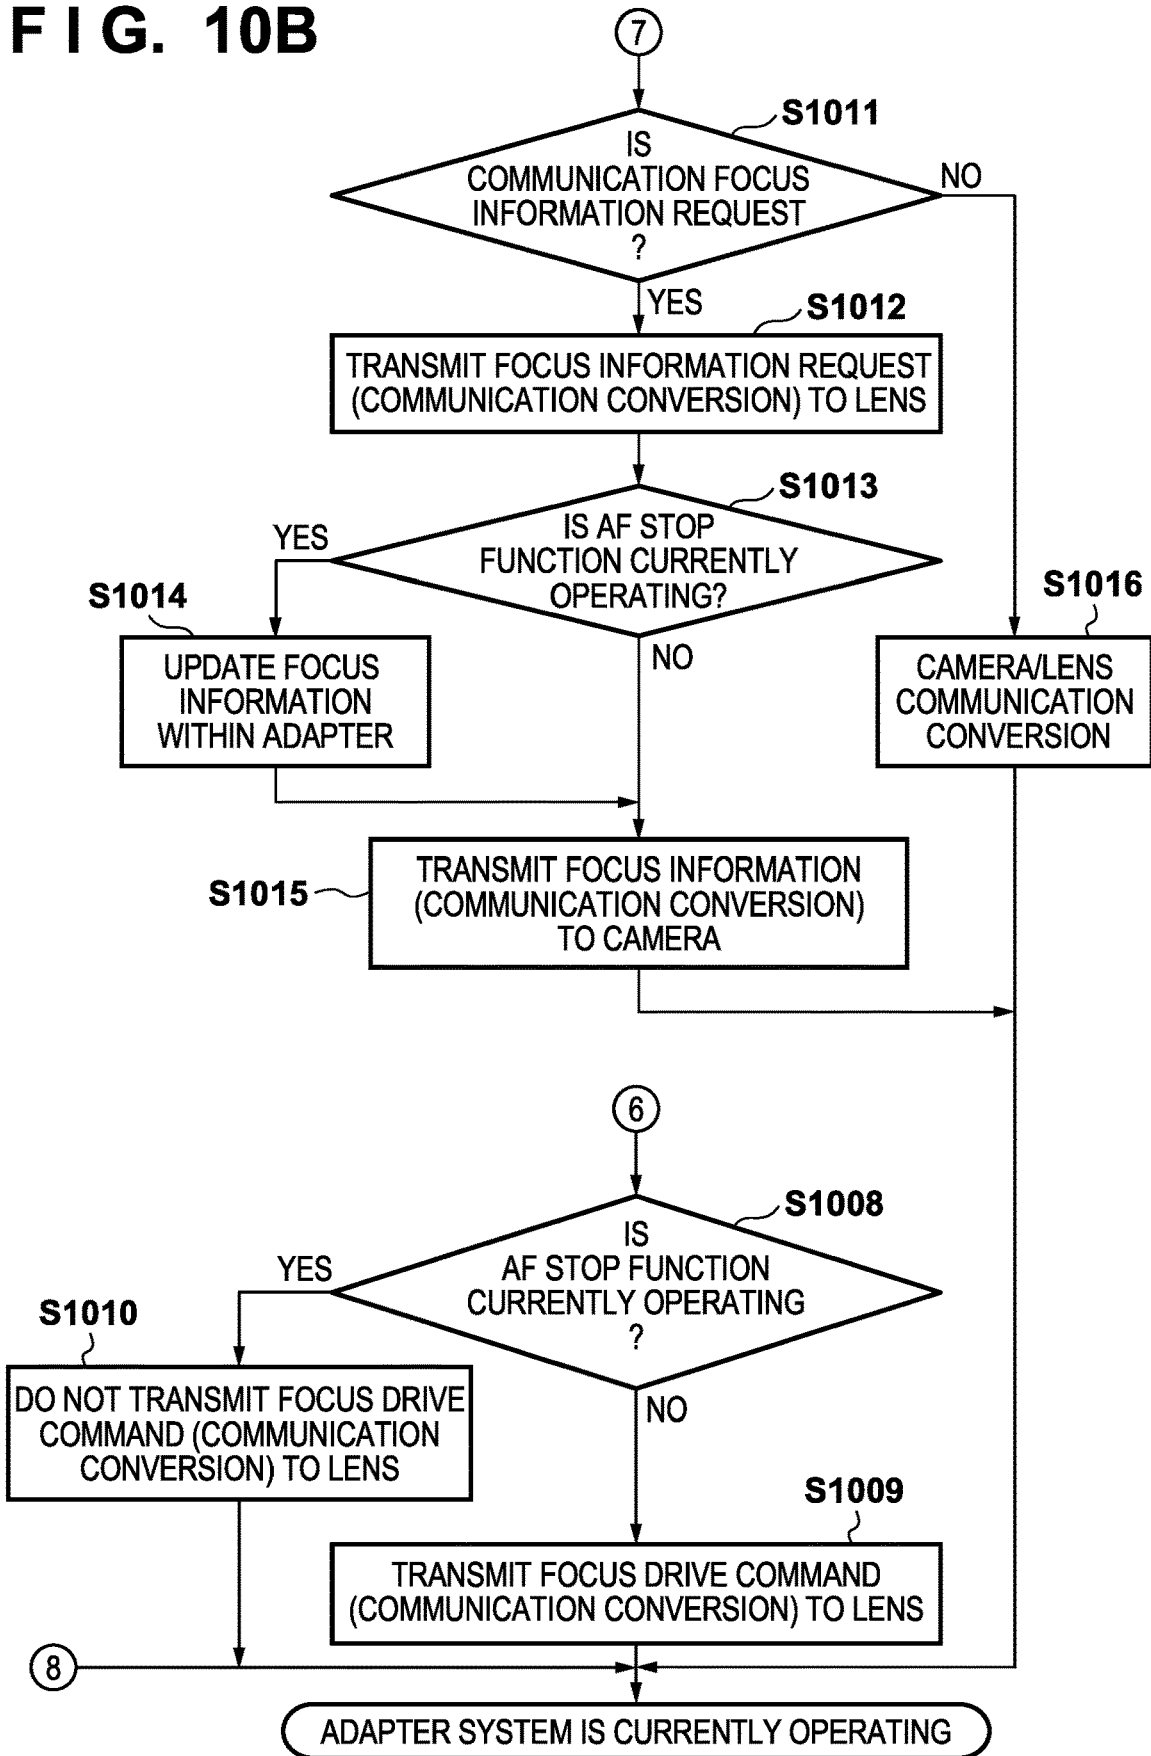 FIG. 10B
7
S1011
IS
COMMUNICATION FOCUS
INFORMATION REQUEST
?
NO
YES
S1012
TRANSMIT FOCUS INFORMATION REQUEST
(COMMUNICATION CONVERSION) TO LENS
S1013
IS AF STOP
FUNCTION CURRENTLY
OPERATING?
YES
NO
S1014
UPDATE FOCUS
INFORMATION
WITHIN ADAPTER
S1016
CAMERA/LENS
COMMUNICATION
CONVERSION
S1015
TRANSMIT FOCUS INFORMATION
(COMMUNICATION CONVERSION)
TO CAMERA
6
S1008
IS
AF STOP FUNCTION
CURRENTLY OPERATING
?
YES
NO
S1010
DO NOT TRANSMIT FOCUS DRIVE
COMMAND (COMMUNICATION
CONVERSION) TO LENS
S1009
TRANSMIT FOCUS DRIVE COMMAND
(COMMUNICATION CONVERSION) TO LENS
8
ADAPTER SYSTEM IS CURRENTLY OPERATING